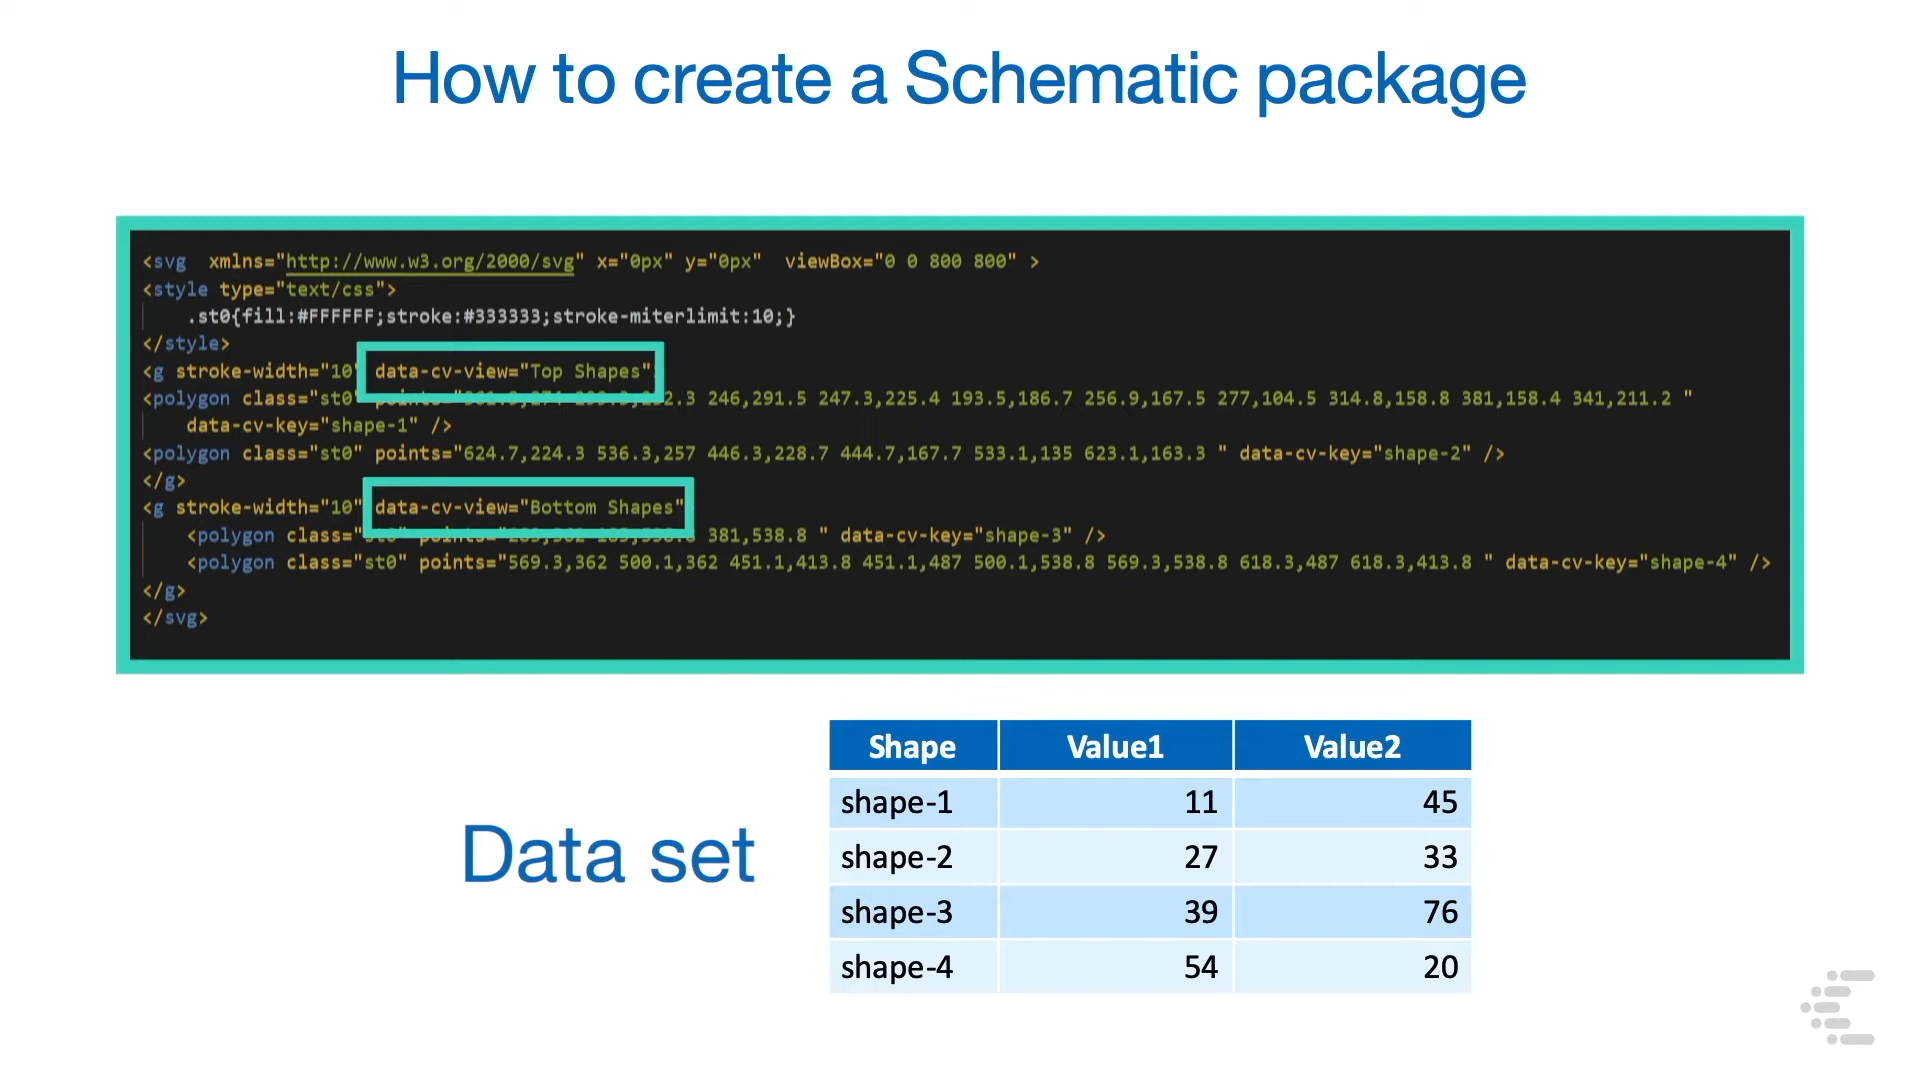 How to create a Schematic package
<svg  xmlns="http://www.w3.org/2000/svg" x="0px" y="0px"  viewBox="0 0 800 800" >
<style type="text/css">
.st0{fill:#FFFFFF;stroke:#333333;stroke-miterlimit:10;}
</style>
<g stroke-width="10" data-cv-view="Top Shapes"
<polygon class="st0" 246,291.5 247.3,225.4 193.5,186.7 256.9,167.5 277,104.5 314.8,158.8 381,158.4 341,211.2 "
data-cv-key="shape-1" />
<polygon class="st0" points="624.7,224.3 536.3,257 446.3,228.7 444.7,167.7 533.1,135 623.1,163.3 " data-cv-key="shape-2" />
</g>
<g stroke-width="10" data-cv-view="Bottom Shapes"
<polygon class= 381,538.8 " data-cv-key="shape-3" />
<polygon class="st0" points="569.3,362 500.1,362 451.1,413.8 451.1,487 500.1,538.8 569.3,538.8 618.3,487 618.3,413.8 " data-cv-key="shape-4" />
</g>
</svg>
Data set
Shape Value1 Value2
shape-1 11 45
shape-2 27 33
shape-3 39 76
shape-4 54 20